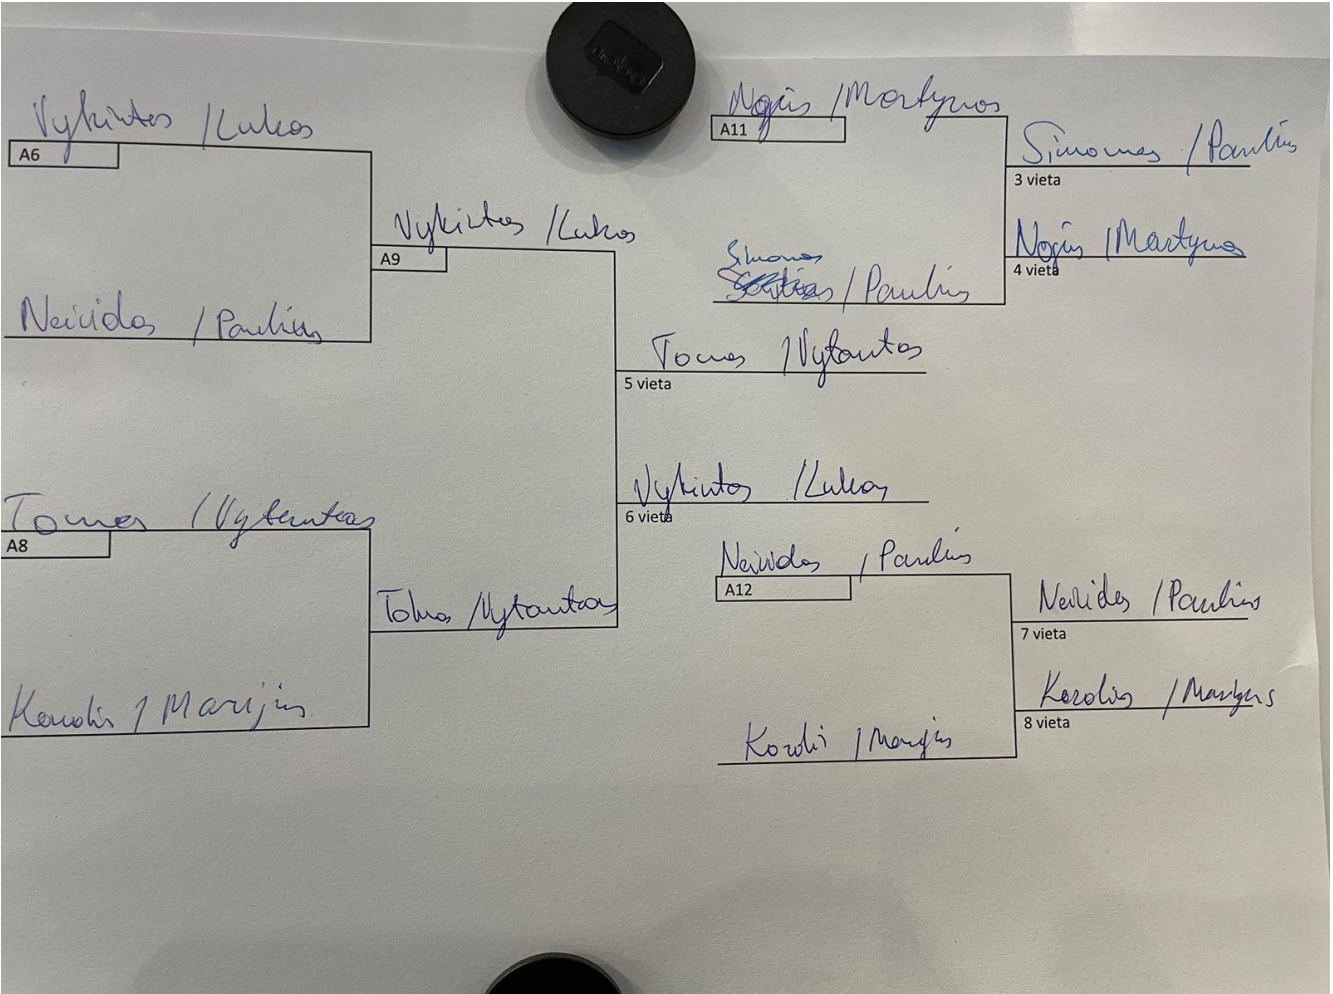 Vykintas / Lukas
A6
Neividas / Paulius
Vykintas / Lukas
A9
Tomas / Vytautas
A8
Karolis / Marijus
Tomas / Vytautas
Tomas / Vytautas
5 vieta
Vykintas / Lukas
6 vieta
Nojus / Martynas
A11
Simonas
/ Paulius
Simonas / Paulius
3 vieta
Nojus / Martynas
4 vieta
Neividas / Paulius
A12
Karolis / Marijus
Neividas / Paulius
7 vieta
Karolis / Marijus
8 vieta